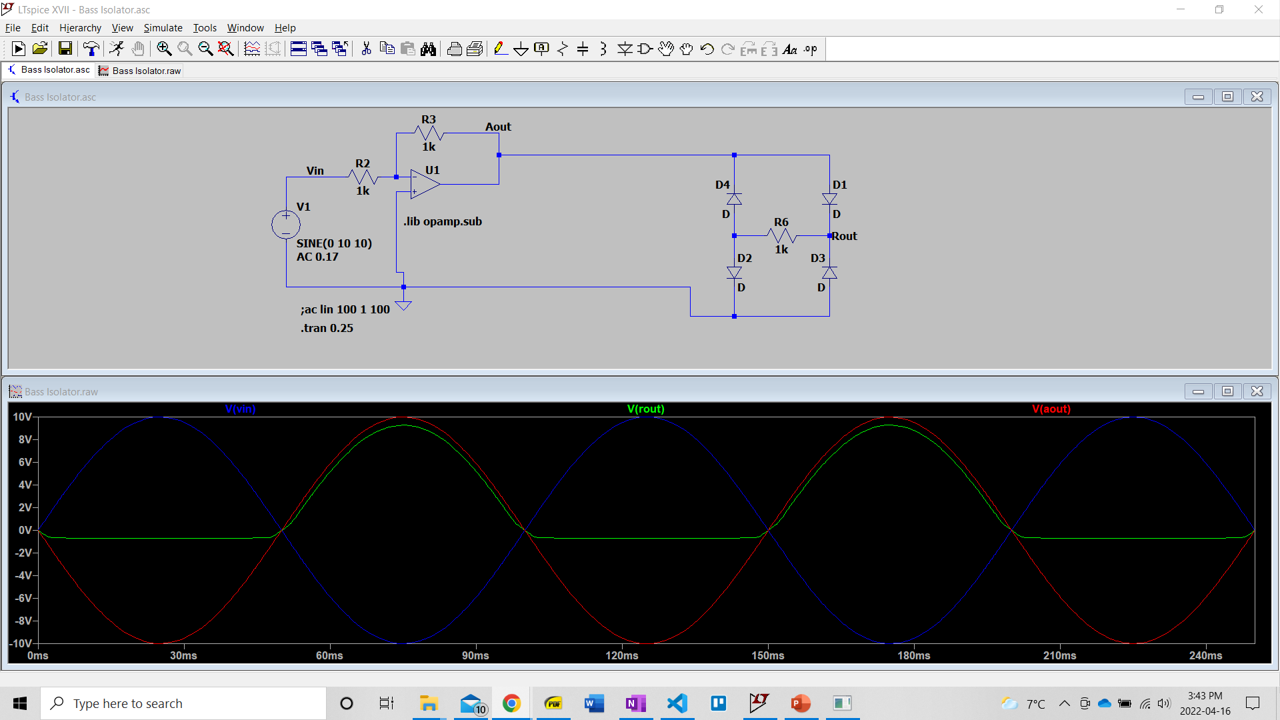 LTspice XVII - Bass Isolator.asc
File Edit Hierarchy View Simulate Tools Window Help
Bass Isolator.asc Bass Isolator.raw
Bass Isolator.asc
R3
1k
Aout
Vin
R2
1k
U1
V1
SINE(0 10 10)
AC 0.17
.lib opamp.sub
;ac lin 100 1 100
.tran 0.25
D4
D
D1
D
R6
1k
Rout
D2
D
D3
D
Bass Isolator.raw
V(vin) V(rout) V(aout)
10V
8V
6V
4V
2V
0V
-2V
-4V
-6V
-8V
-10V
0ms 30ms 60ms 90ms 120ms 150ms 180ms 210ms 240ms
Type here to search
10
7°C
3:43 PM
2022-04-16